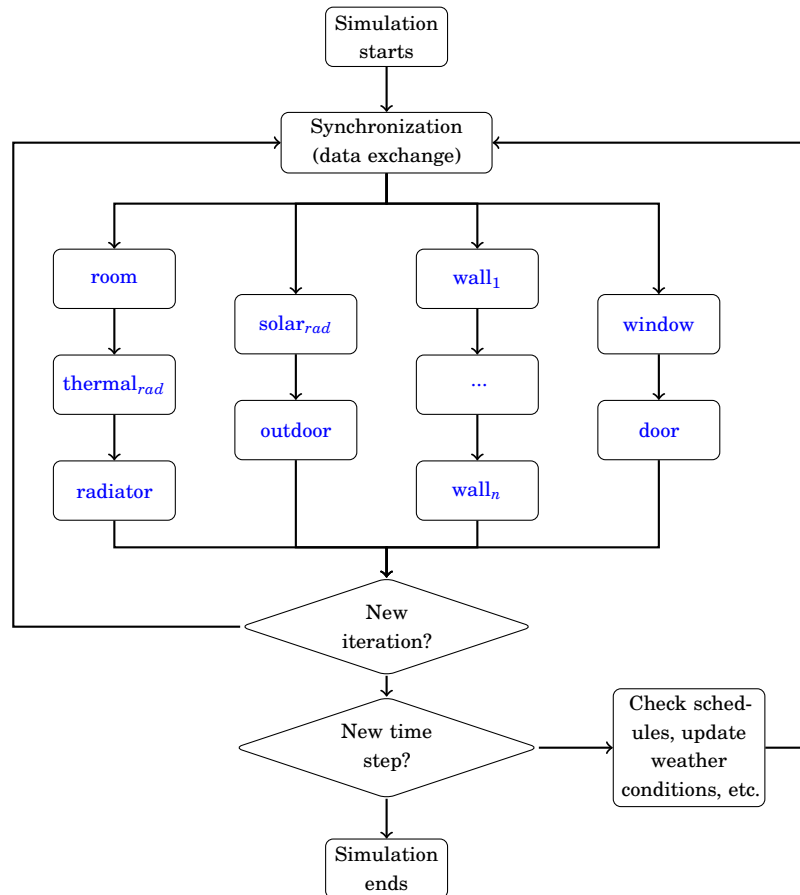 Simulation
starts
Synchronization
(data exchange)
room
thermal_rad
radiator
solar_rad
outdoor
wall_1
...
wall_n
window
door
New
iteration?
New time
step?
Check sched-
ules, update
weather
conditions, etc.
Simulation
ends